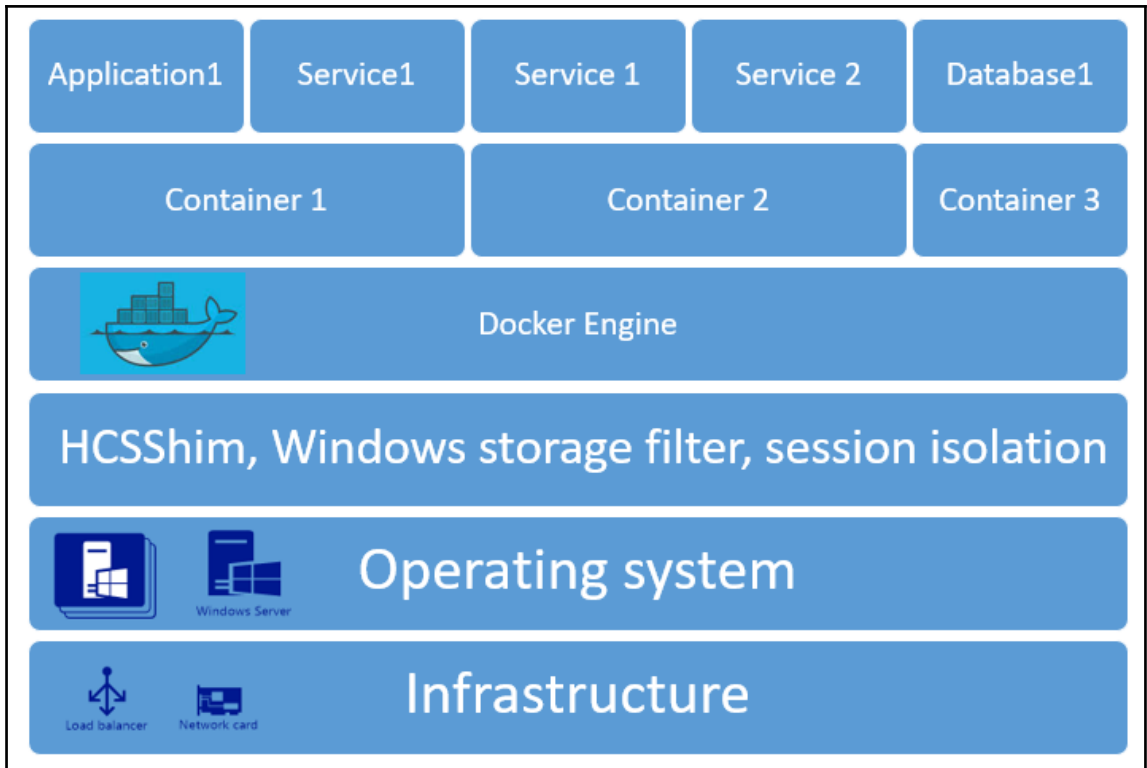 Application1
Service1
Service 1
Service 2
Database1
Container 1
Container 2
Container 3
Docker Engine
HCSShim, Windows storage filter, session isolation
Operating system
Windows Server
Infrastructure
Load balancer
Network card